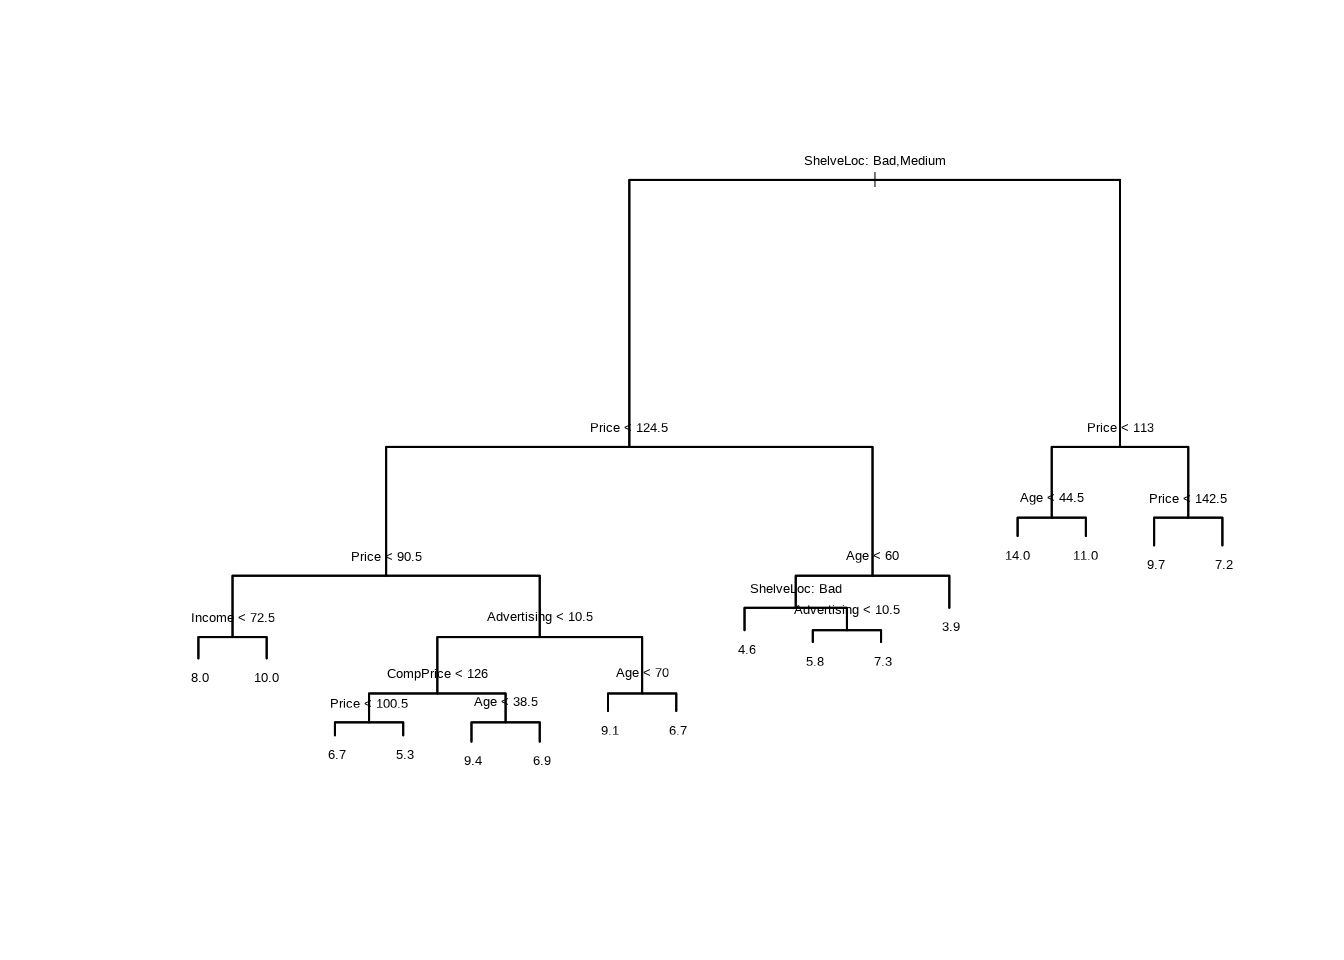 ShelveLoc: Bad,Medium
Price < 124.5
Price < 113
Age < 44.5
Price < 142.5
14.0
11.0
9.7
7.2
Price < 90.5
Age < 60
ShelveLoc: Bad
Advertising < 10.5
3.9
4.6
5.8
7.3
Income < 72.5
Advertising < 10.5
8.0
10.0
CompPrice < 126
Age < 70
Price < 100.5
Age < 38.5
9.1
6.7
6.7
5.3
9.4
6.9